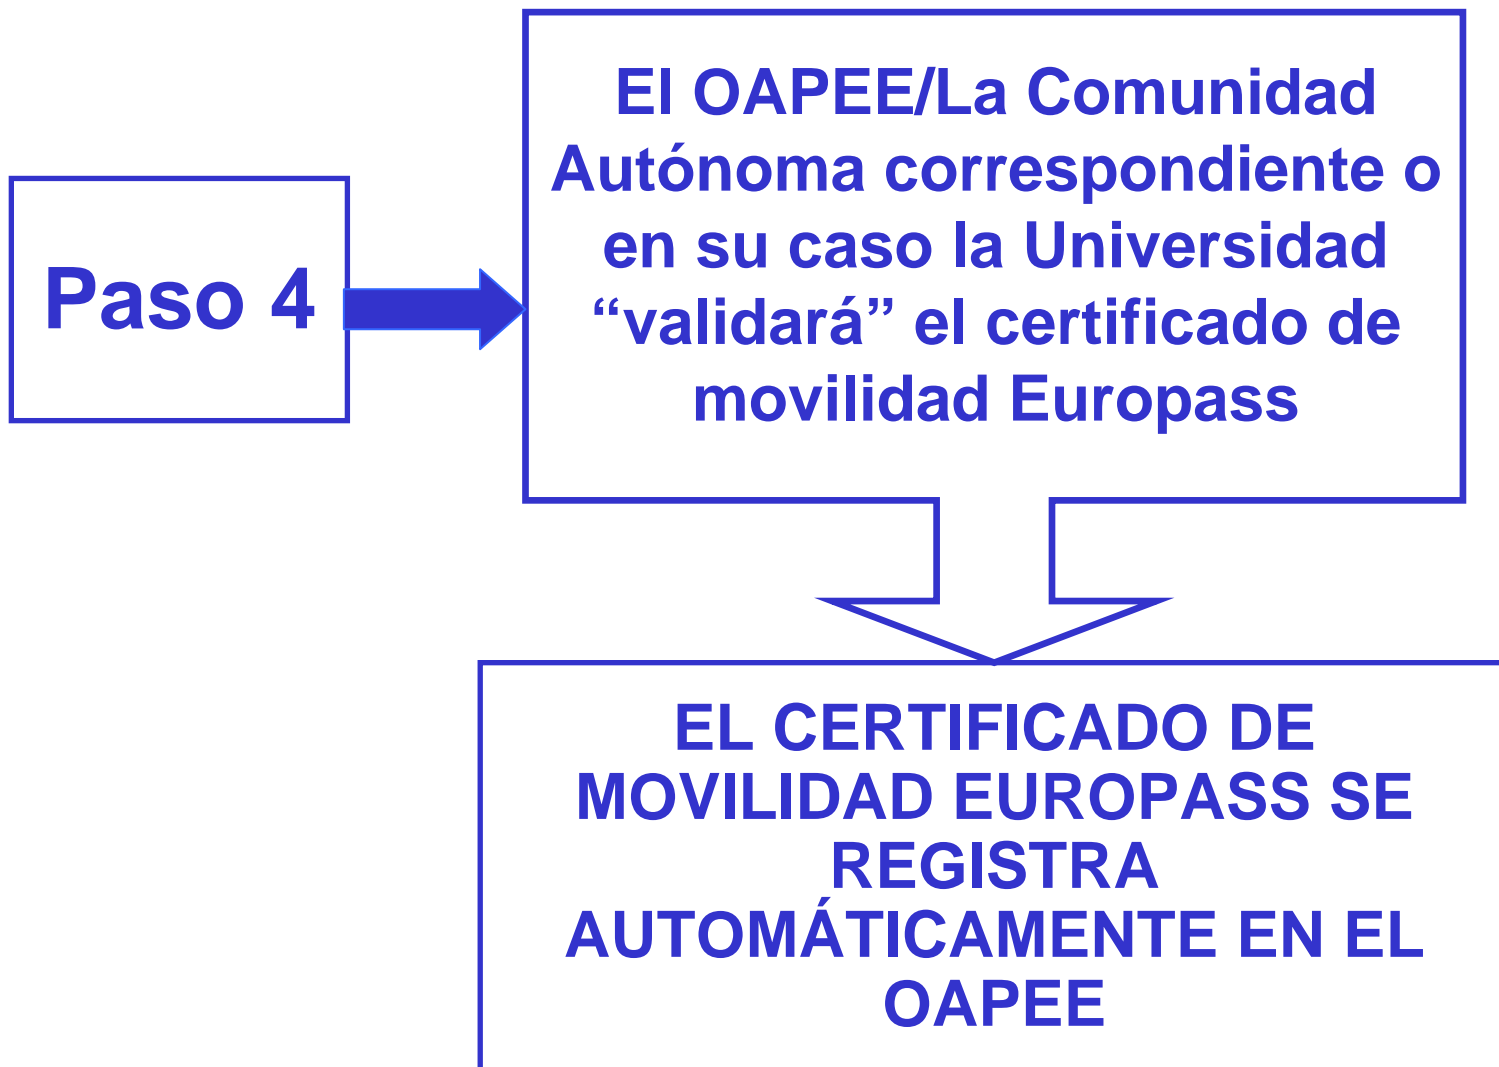 El OAPEE/La Comunidad
Autónoma correspondiente o
en su caso la Universidad
“validará” el certificado de
movilidad Europass
Paso 4
EL CERTIFICADO DE
MOVILIDAD EUROPASS SE
REGISTRA
AUTOMÁTICAMENTE EN EL
OAPEE